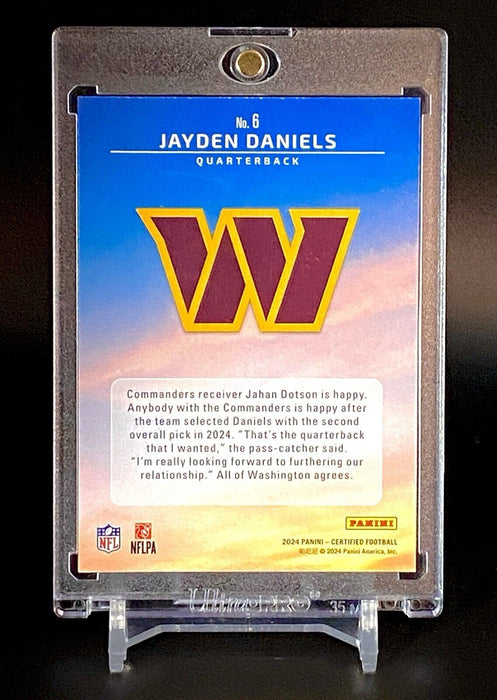 No. 6
JAYDEN DANIELS
QUARTERBACK
W
Commanders receiver Jahan Dotson is happy.
Anybody with the Commanders is happy after
the team selected Daniels with the second
overall pick in 2024. “That’s the quarterback
that I wanted,” the pass-catcher said.
“I’m really looking forward to furthering our
relationship.” All of Washington agrees.
PANINI
NFL
NFLPA
2024 PANINI – CERTIFIED FOOTBALL
帕尼尼 © 2024 Panini America, Inc.
35